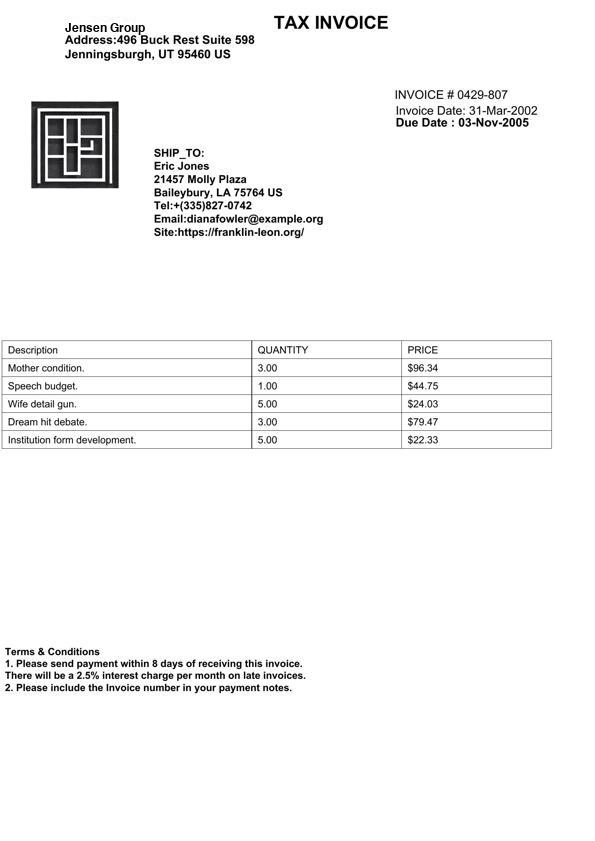 TAX INVOICE
Jensen Group
Address:496 Buck Rest Suite 598
Jenningsburgh, UT 95460 US
INVOICE # 0429-807
Invoice Date: 31-Mar-2002
Due Date : 03-Nov-2005
SHIP_TO:
Eric Jones
21457 Molly Plaza
Baileybury, LA 75764 US
Tel:+(335)827-0742
Email:dianafowler@example.org
Site:https://franklin-leon.org/
Description QUANTITY PRICE
Mother condition. 3.00 $96.34
Speech budget. 1.00 $44.75
Wife detail gun. 5.00 $24.03
Dream hit debate. 3.00 $79.47
Institution form development. 5.00 $22.33
Terms & Conditions
1. Please send payment within 8 days of receiving this invoice.
There will be a 2.5% interest charge per month on late invoices.
2. Please include the Invoice number in your payment notes.